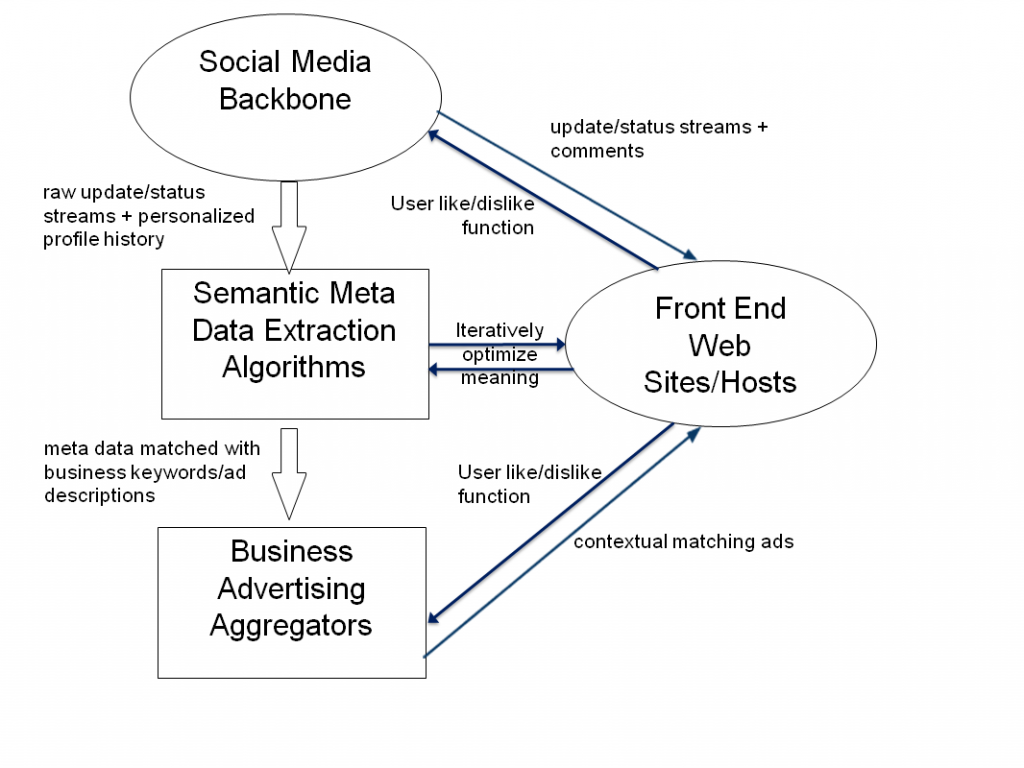 Social Media
Backbone
update/status streams +
comments
raw update/status
streams + personalized
profile history
User like/dislike
function
Semantic Meta
Data Extraction
Algorithms
Iteratively
optimize
meaning
Front End
Web
Sites/Hosts
meta data matched with
business keywords/ad
descriptions
User like/dislike
function
contextual matching ads
Business
Advertising
Aggregators